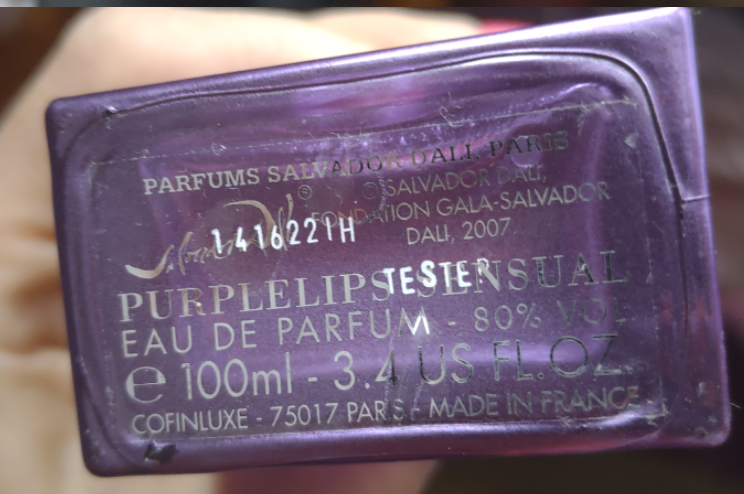 PARFUMS SALVADOR DALI, PARIS
© SALVADOR DALI,
FONDATION GALA-SALVADOR
DALI, 2007
141622IH
TESTER
PURPLELIPS SENSUAL
EAU DE PARFUM - 80% VOL
℮ 100ml - 3.4 US FL.OZ.
COFINLUXE - 75017 PARIS - MADE IN FRANCE